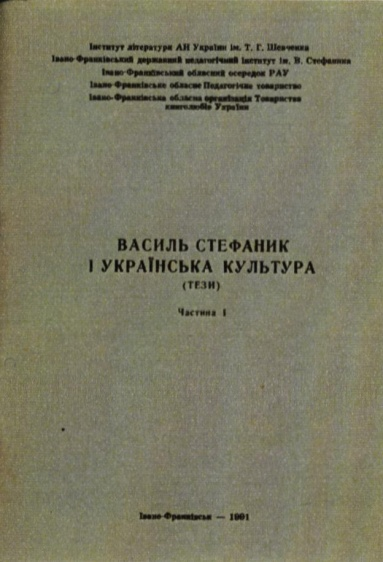 Інститут літератури АН України ім. Т. Г. Шевченка
Івано-Франківський державний педагогічний інститут ім. В. Стефаника
Івано-Франківський обласний осередок РАУ
Івано-Франківське обласне Педагогічне товариство
Івано-Франківська обласна організація Товариства
книголюбів України
ВАСИЛЬ СТЕФАНИК
І УКРАЇНСЬКА КУЛЬТУРА
(ТЕЗИ)
Частина І
Івано-Франківськ — 1991